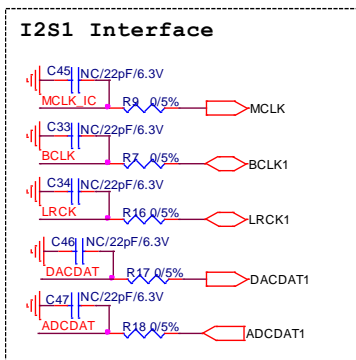 I2S1 Interface
C45 NC/22pF/6.3V
MCLK_IC R9 0/5% MCLK
C33 NC/22pF/6.3V
BCLK R7 0/5% BCLK1
C34 NC/22pF/6.3V
LRCK R16 0/5% LRCK1
C46 NC/22pF/6.3V
DACDAT R17 0/5% DACDAT1
C47 NC/22pF/6.3V
ADCDAT R18 0/5% ADCDAT1